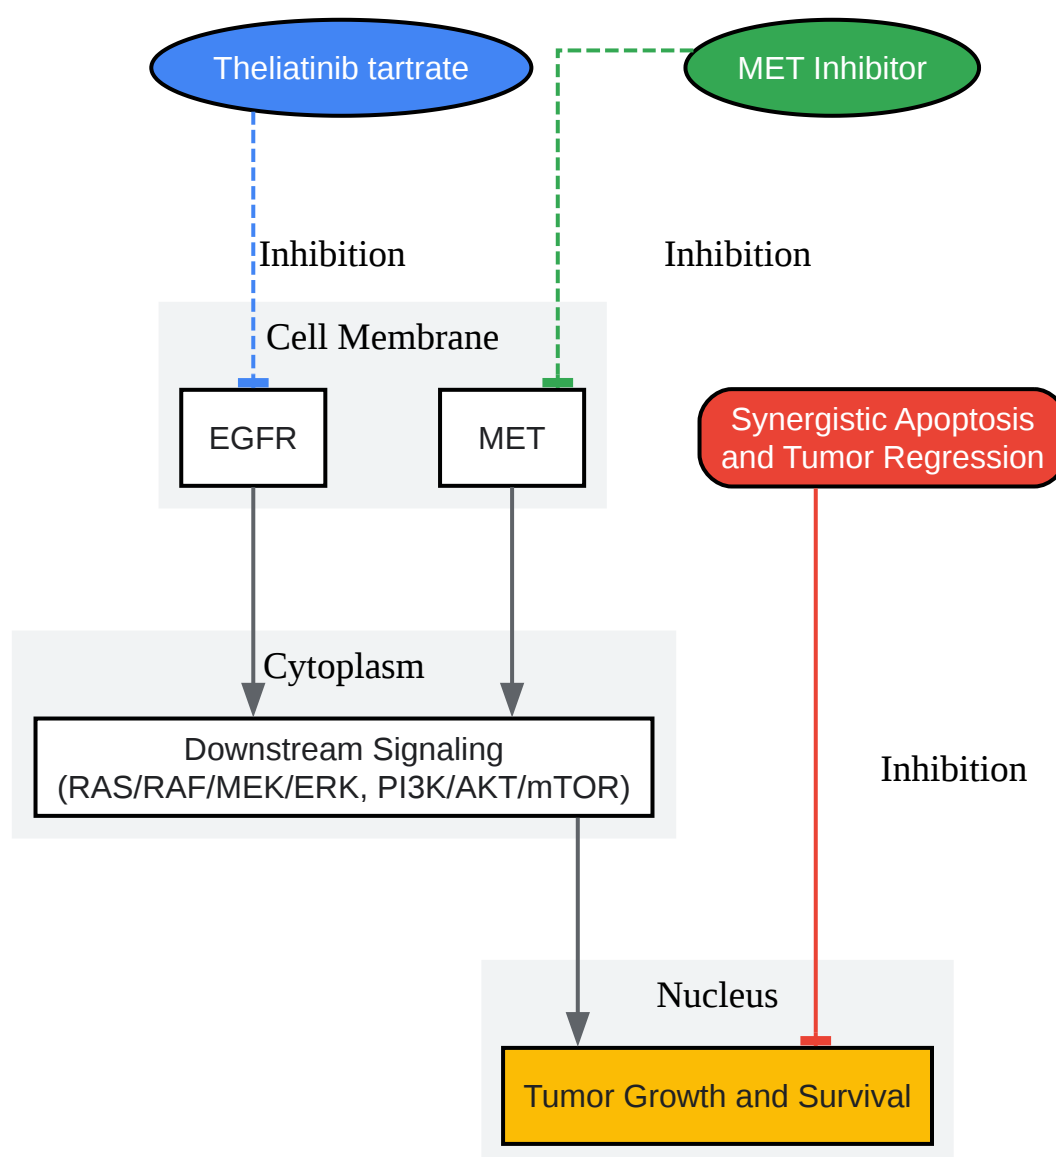 Theliatinib tartrate
MET Inhibitor
Inhibition
Inhibition
Cell Membrane
EGFR
MET
Synergistic Apoptosis
and Tumor Regression
Cytoplasm
Downstream Signaling
(RAS/RAF/MEK/ERK, PI3K/AKT/mTOR)
Inhibition
Nucleus
Tumor Growth and Survival